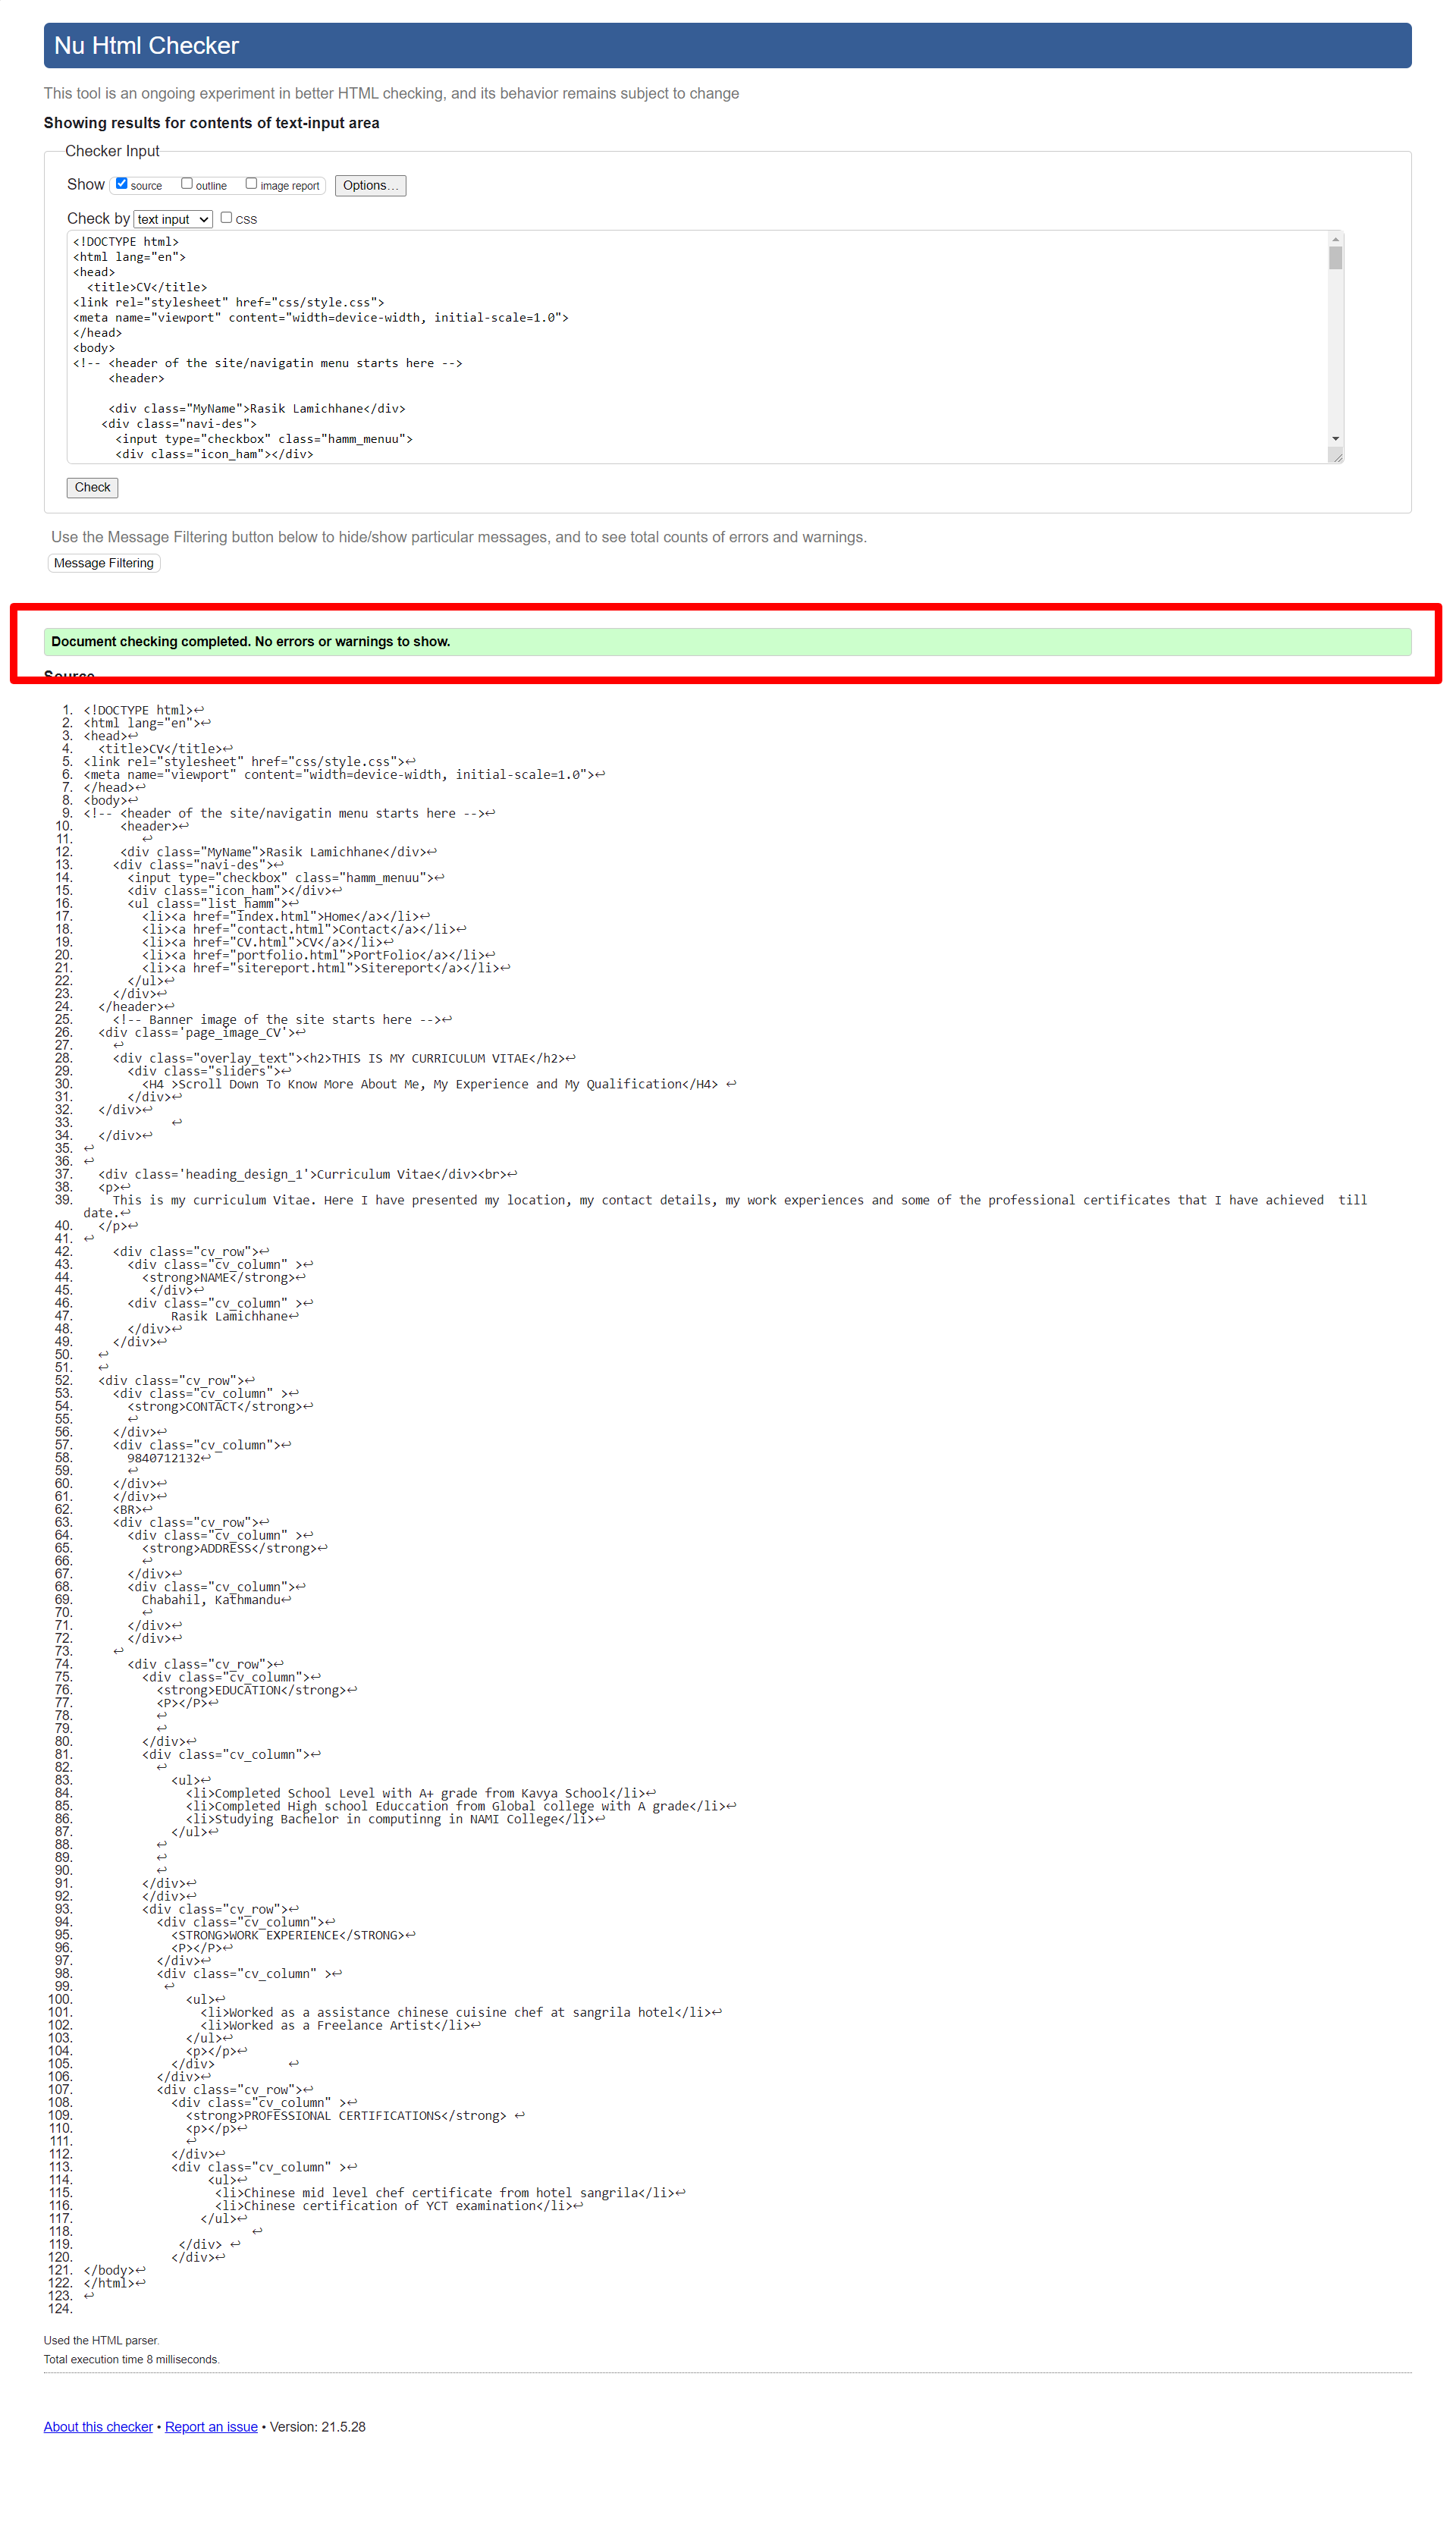 Nu Html Checker
This tool is an ongoing experiment in better HTML checking, and its behavior remains subject to change
Showing results for contents of text-input area
Checker Input
Show source outline image report Options...
Check by text input CSS
<!DOCTYPE html>
<html lang="en">
<head>
  <title>CV</title>
<link rel="stylesheet" href="css/style.css">
<meta name="viewport" content="width=device-width, initial-scale=1.0">
</head>
<body>
<!-- <header of the site/navigatin menu starts here -->
     <header>
     <div class="MyName">Rasik Lamichhane</div>
    <div class="navi-des">
      <input type="checkbox" class="hamm_menuu">
      <div class="icon_ham"></div>
Check
Use the Message Filtering button below to hide/show particular messages, and to see total counts of errors and warnings.
Message Filtering
Document checking completed. No errors or warnings to show.
Source
1. <!DOCTYPE html>↩
2. <html lang="en">↩
3. <head>↩
4.   <title>CV</title>↩
5. <link rel="stylesheet" href="css/style.css">↩
6. <meta name="viewport" content="width=device-width, initial-scale=1.0">↩
7. </head>↩
8. <body>↩
9. <!-- <header of the site/navigatin menu starts here -->↩
10.      <header>↩
11.         ↩
12.      <div class="MyName">Rasik Lamichhane</div>↩
13.     <div class="navi-des">↩
14.       <input type="checkbox" class="hamm_menuu">↩
15.       <div class="icon_ham"></div>↩
16.       <ul class="list_hamm">↩
17.         <li><a href="index.html">Home</a></li>↩
18.         <li><a href="contact.html">Contact</a></li>↩
19.         <li><a href="CV.html">CV</a></li>↩
20.         <li><a href="portfolio.html">PortFolio</a></li>↩
21.         <li><a href="sitereport.html">Sitereport</a></li>↩
22.       </ul>↩
23.     </div>↩
24.   </header>↩
25.     <!-- Banner image of the site starts here -->↩
26.   <div class='page_image_CV'>↩
27.     ↩
28.     <div class="overlay_text"><h2>THIS IS MY CURRICULUM VITAE</h2>↩
29.       <div class="sliders">↩
30.         <H4 >Scroll Down To Know More About Me, My Experience and My Qualification</H4> ↩
31.       </div>↩
32.   </div>↩
33.             ↩
34.   </div>↩
35. ↩
36. ↩
37.   <div class='heading_design_1'>Curriculum Vitae</div><br>↩
38.   <p>↩
39.     This is my curriculum Vitae. Here I have presented my location, my contact details, my work experiences and some of the professional certificates that I have achieved  till
date.↩
40.   </p>↩
41. ↩
42.     <div class="cv_row">↩
43.       <div class="cv_column" >↩
44.         <strong>NAME</strong>↩
45.          </div>↩
46.       <div class="cv_column" >↩
47.             Rasik Lamichhane↩
48.       </div>↩
49.     </div>↩
50.   ↩
51.   ↩
52.   <div class="cv_row">↩
53.     <div class="cv_column" >↩
54.       <strong>CONTACT</strong>↩
55.       ↩
56.     </div>↩
57.     <div class="cv_column">↩
58.       9840712132↩
59.       ↩
60.     </div>↩
61.     </div>↩
62.     <BR>↩
63.     <div class="cv_row">↩
64.       <div class="cv_column" >↩
65.         <strong>ADDRESS</strong>↩
66.         ↩
67.       </div>↩
68.       <div class="cv_column">↩
69.         Chabahil, Kathmandu↩
70.         ↩
71.       </div>↩
72.       </div>↩
73.     ↩
74.       <div class="cv_row">↩
75.         <div class="cv_column">↩
76.           <strong>EDUCATION</strong>↩
77.           <P></P>↩
78.           ↩
79.           ↩
80.         </div>↩
81.         <div class="cv_column">↩
82.           ↩
83.             <ul>↩
84.               <li>Completed School Level with A+ grade from Kavya School</li>↩
85.               <li>Completed High school Educcation from Global college with A grade</li>↩
86.               <li>Studying Bachelor in computinng in NAMI College</li>↩
87.             </ul>↩
88.           ↩
89.           ↩
90.           ↩
91.         </div>↩
92.         </div>↩
93.         <div class="cv_row">↩
94.           <div class="cv_column">↩
95.             <STRONG>WORK EXPERIENCE</STRONG>↩
96.             <P></P>↩
97.           </div>↩
98.           <div class="cv_column" >↩
99.            ↩
100.               <ul>↩
101.                 <li>Worked as a assistance chinese cuisine chef at sangrila hotel</li>↩
102.                 <li>Worked as a Freelance Artist</li>↩
103.               </ul>↩
104.               <p></p>↩
105.             </div>          ↩
106.           </div>↩
107.           <div class="cv_row">↩
108.             <div class="cv_column" >↩
109.               <strong>PROFESSIONAL CERTIFICATIONS</strong> ↩
110.               <p></p>↩
111.               ↩
112.             </div>↩
113.             <div class="cv_column" >↩
114.                  <ul>↩
115.                   <li>Chinese mid level chef certificate from hotel sangrila</li>↩
116.                   <li>Chinese certification of YCT examination</li>↩
117.                 </ul>↩
118.                        ↩
119.              </div> ↩
120.             </div>↩
121. </body>↩
122. </html>↩
123. ↩
124.
Used the HTML parser.
Total execution time 8 milliseconds.
About this checker • Report an issue • Version: 21.5.28